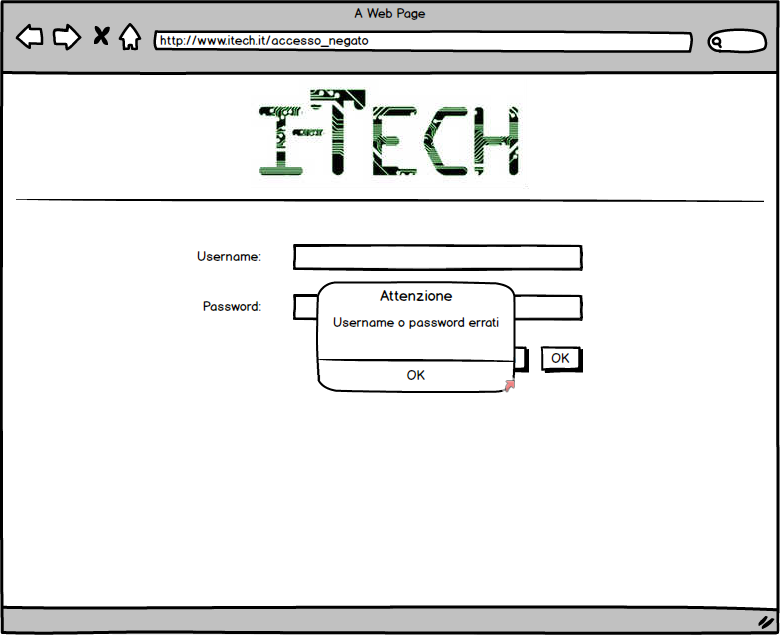 A Web Page
http://www.itech.it/accesso_negato
ITECH
Username:
Password:
Attenzione
Username o password errati
OK
OK